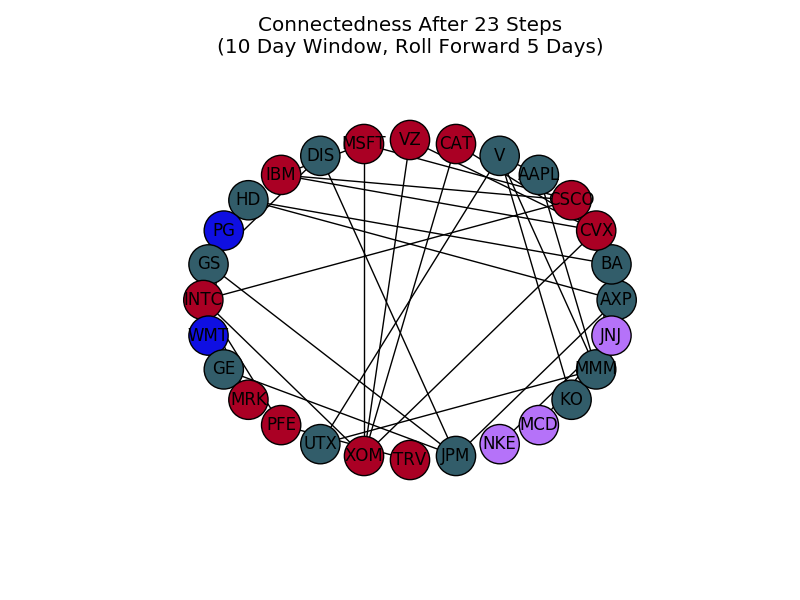 Connectedness After 23 Steps
(10 Day Window, Roll Forward 5 Days)
VZ
MSFT
CAT
DIS
V
IBM
AAPL
HD
CSCO
PG
CVX
GS
BA
INTC
AXP
WMT
JNJ
GE
MMM
MRK
KO
PFE
MCD
UTX
NKE
XOM
JPM
TRV